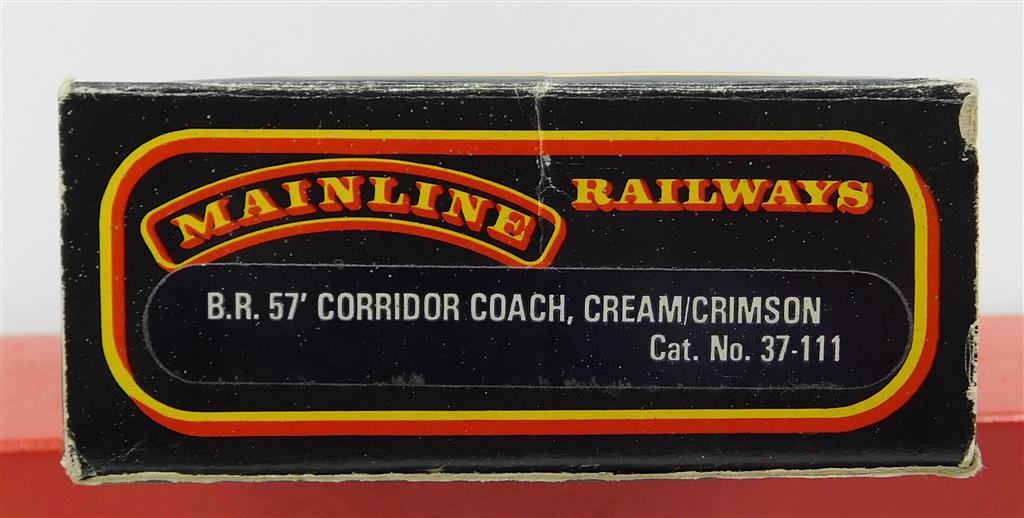 MAINLINE RAILWAYS
B.R. 57' CORRIDOR COACH, CREAM/CRIMSON
Cat. No. 37-111